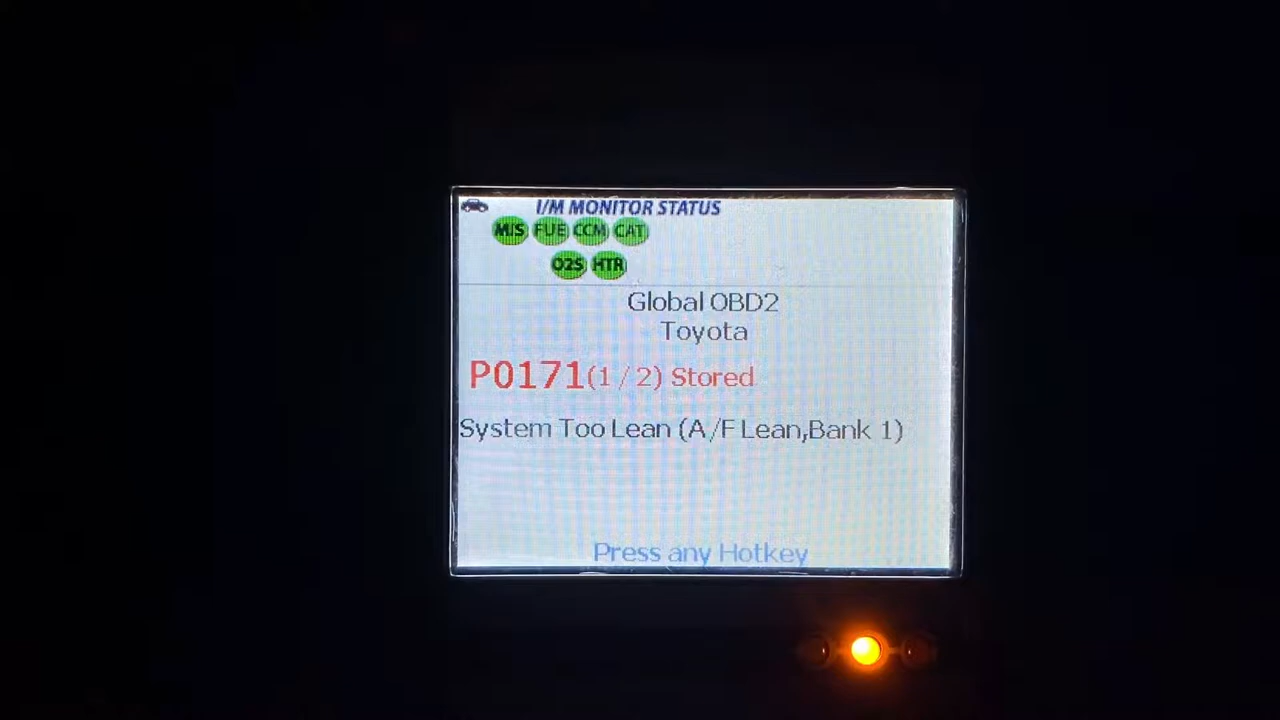 I/M MONITOR STATUS
MIS FUE CCM CAT
O2S HTR
Global OBD2
Toyota
P0171(1 / 2) Stored
System Too Lean (A/F Lean,Bank 1)
Press any Hotkey